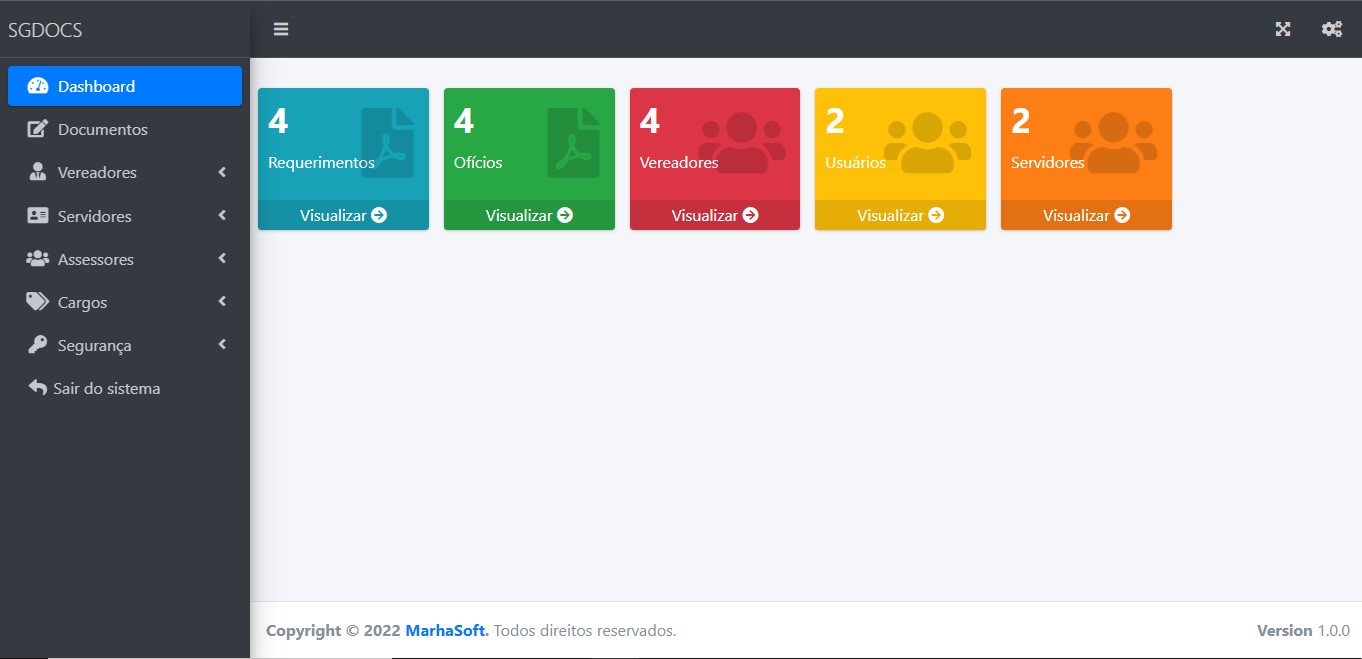 SGDOCS
Dashboard
Documentos
Vereadores
Servidores
Assessores
Cargos
Segurança
Sair do sistema
4
Requerimentos
Visualizar
4
Ofícios
Visualizar
4
Vereadores
Visualizar
2
Usuários
Visualizar
2
Servidores
Visualizar
Copyright © 2022 MarhaSoft. Todos direitos reservados.
Version 1.0.0